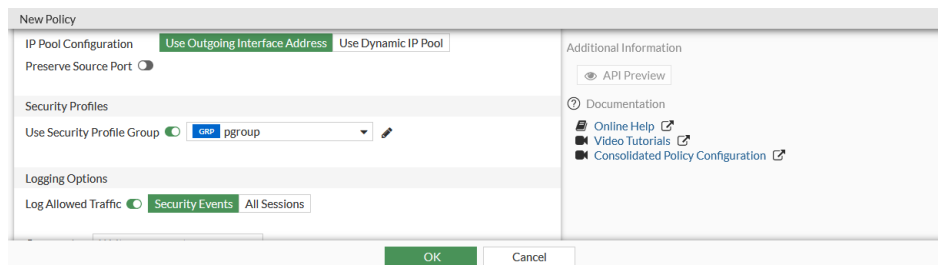 New Policy
IP Pool Configuration Use Outgoing Interface Address Use Dynamic IP Pool
Preserve Source Port
Security Profiles
Use Security Profile Group GRP pgroup
Logging Options
Log Allowed Traffic Security Events All Sessions
OK Cancel
Additional Information
API Preview
Documentation
Online Help
Video Tutorials
Consolidated Policy Configuration